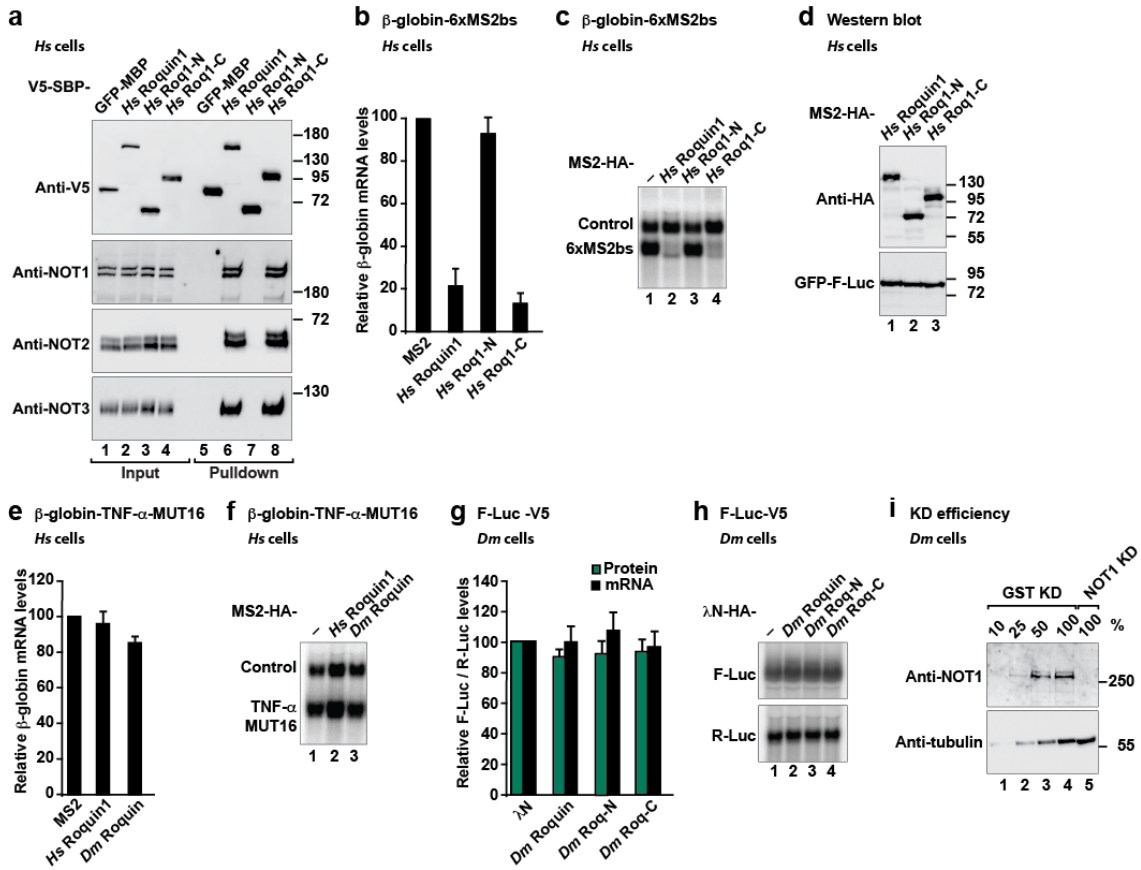 a
Hs cells
V5-SBP-
GFP-MBP
Hs Roquin1
Hs Roq1-N
Hs Roq1-C
GFP-MBP
Hs Roquin1
Hs Roq1-N
Hs Roq1-C
Anti-V5
180
130
95
72
Anti-NOT1
180
Anti-NOT2
72
Anti-NOT3
130
1 2 3 4 5 6 7 8
Input Pulldown
b β-globin-6xMS2bs
Hs cells
Relative β-globin mRNA levels
100
80
60
40
20
0
MS2
Hs Roquin1
Hs Roq1-N
Hs Roq1-C
c β-globin-6xMS2bs
Hs cells
MS2-HA-
–
Hs Roquin1
Hs Roq1-N
Hs Roq1-C
Control
6xMS2bs
1 2 3 4
d Western blot
Hs cells
MS2-HA-
Hs Roquin1
Hs Roq1-N
Hs Roq1-C
Anti-HA
130
95
72
55
GFP-F-Luc
95
72
1 2 3
e β-globin-TNF-α-MUT16
Hs cells
Relative β-globin mRNA levels
120
100
80
60
40
20
0
MS2
Hs Roquin1
Dm Roquin
f β-globin-TNF-α-MUT16
Hs cells
MS2-HA-
–
Hs Roquin1
Dm Roquin
Control
TNF-α
MUT16
1 2 3
g F-Luc -V5
Dm cells
Protein
mRNA
Relative F-Luc / R-Luc levels
140
120
100
80
60
40
20
0
λN
Dm Roquin
Dm Roq-N
Dm Roq-C
h F-Luc-V5
Dm cells
λN-HA-
–
Dm Roquin
Dm Roq-N
Dm Roq-C
F-Luc
R-Luc
1 2 3 4
i KD efficiency
Dm cells
GST KD
NOT1 KD
10 25 50 100 100 %
Anti-NOT1
250
Anti-tubulin
55
1 2 3 4 5